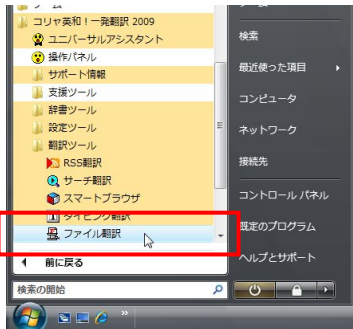 コリャ英和！一発翻訳 2009
ユニバーサルアシスタント
操作パネル
サポート情報
支援ツール
辞書ツール
設定ツール
翻訳ツール
RSS翻訳
サーチ翻訳
スマートブラウザ
タイピング翻訳
ファイル翻訳
前に戻る
検索の開始
検索
最近使った項目
コンピュータ
ネットワーク
接続先
コントロール パネル
既定のプログラム
ヘルプとサポート